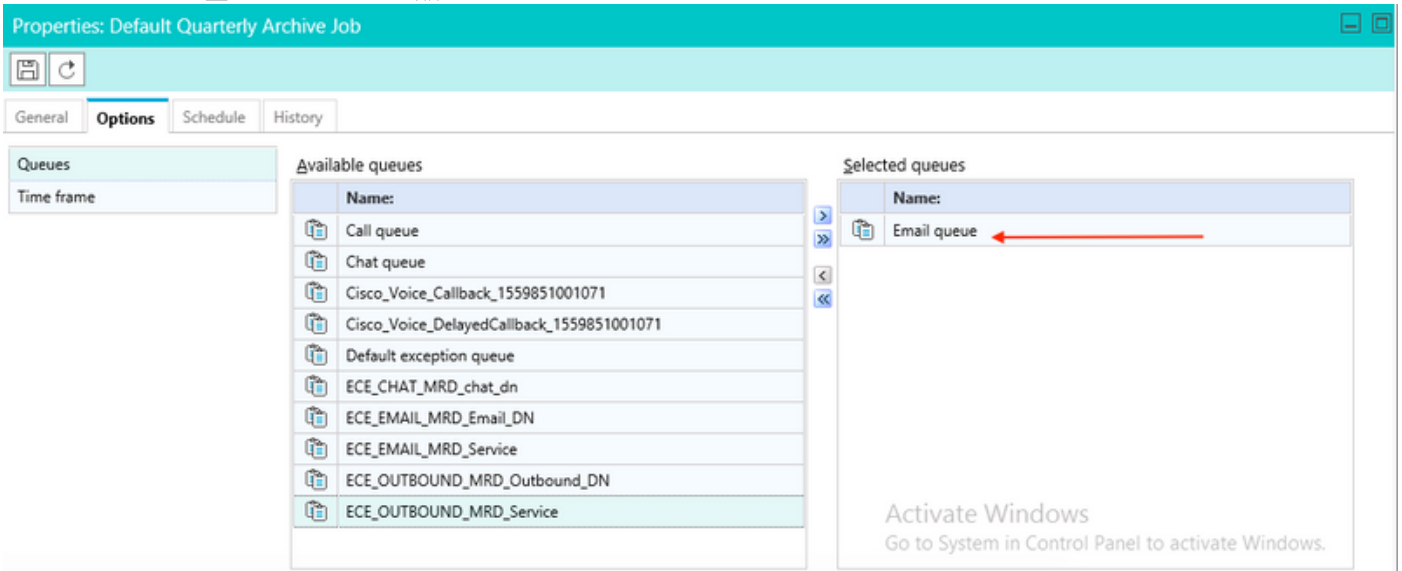 Properties: Default Quarterly Archive Job
General Options Schedule History
Queues
Time frame
Available queues
Name:
Call queue
Chat queue
Cisco_Voice_Callback_1559851001071
Cisco_Voice_DelayedCallback_1559851001071
Default exception queue
ECE_CHAT_MRD_chat_dn
ECE_EMAIL_MRD_Email_DN
ECE_EMAIL_MRD_Service
ECE_OUTBOUND_MRD_Outbound_DN
ECE_OUTBOUND_MRD_Service
Selected queues
Name:
Email queue
Activate Windows
Go to System in Control Panel to activate Windows.